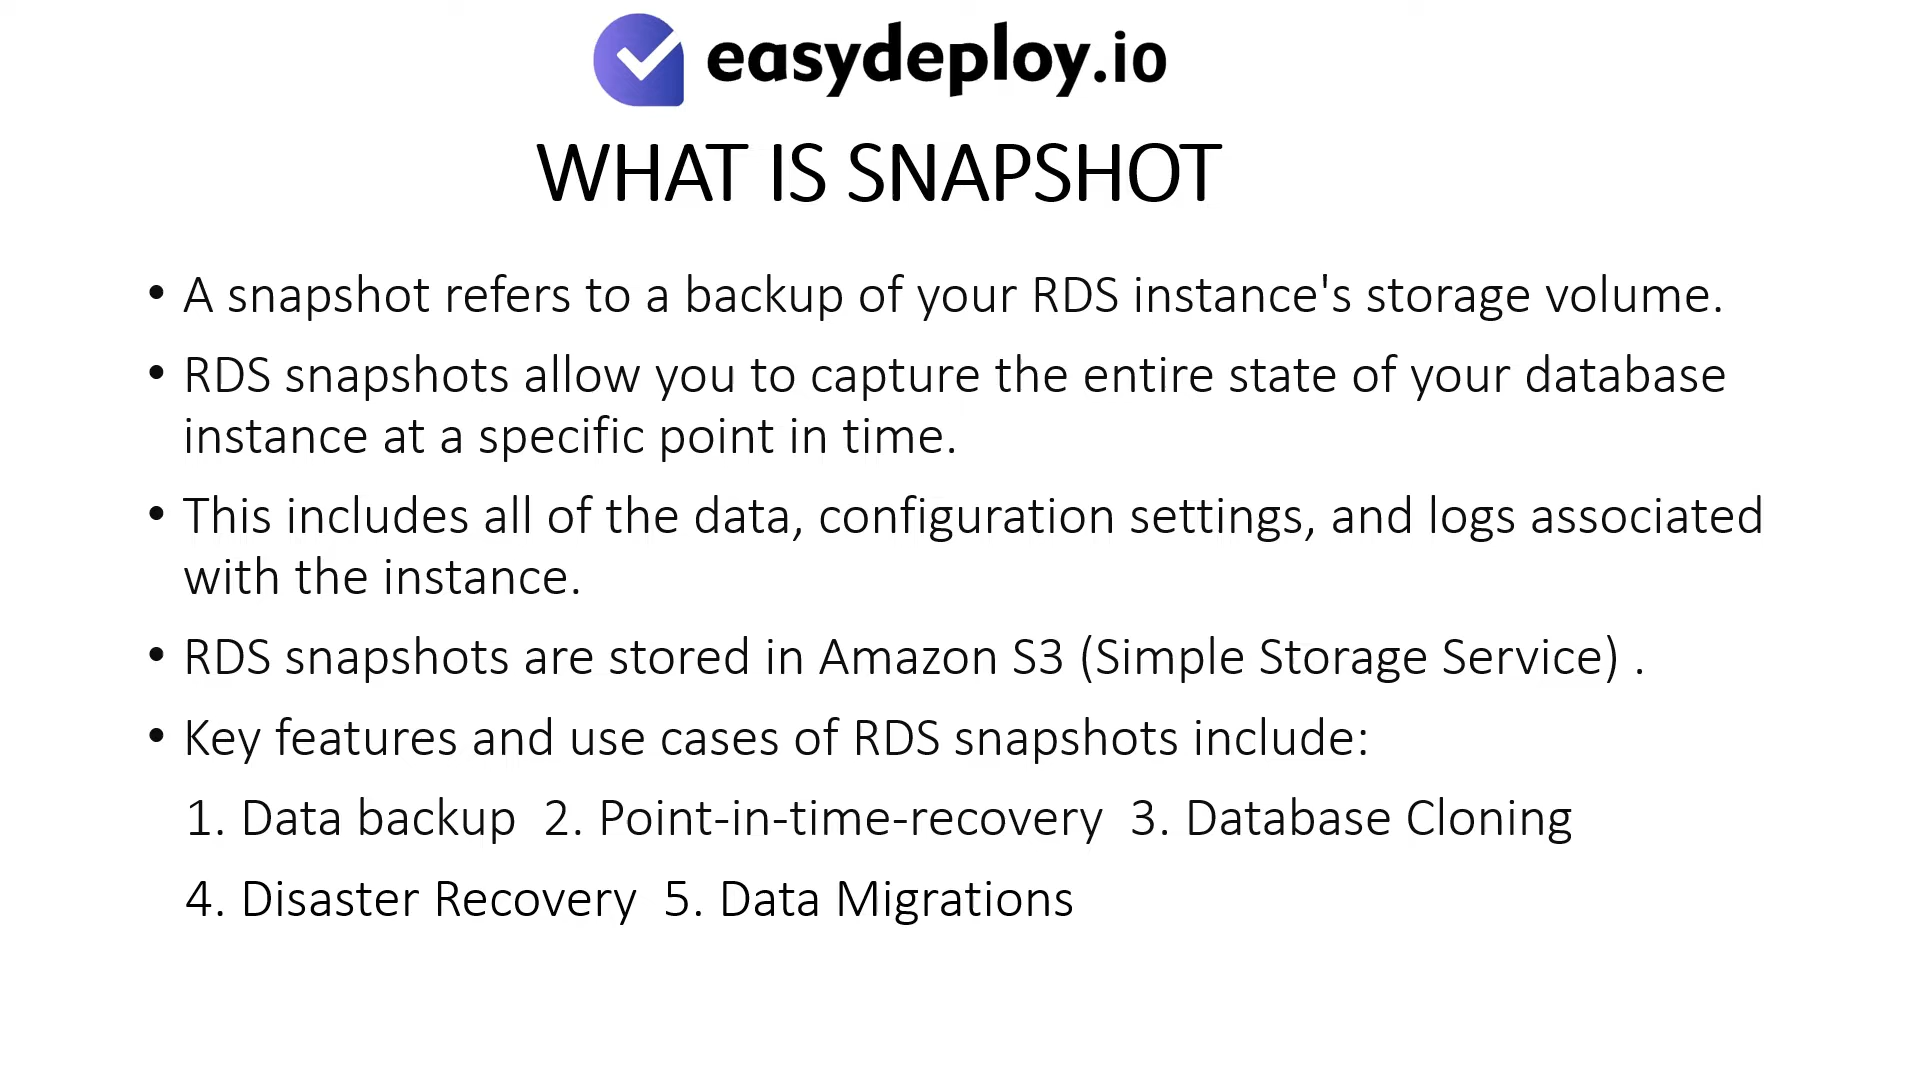 easydeploy.io
WHAT IS SNAPSHOT
• A snapshot refers to a backup of your RDS instance's storage volume.
• RDS snapshots allow you to capture the entire state of your database
instance at a specific point in time.
• This includes all of the data, configuration settings, and logs associated
with the instance.
• RDS snapshots are stored in Amazon S3 (Simple Storage Service) .
• Key features and use cases of RDS snapshots include:
1. Data backup 2. Point-in-time-recovery 3. Database Cloning
4. Disaster Recovery 5. Data Migrations